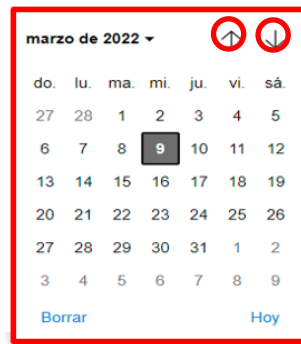 marzo de 2022
do. lu. ma. mi. ju. vi. sá.
27 28 1 2 3 4 5
6 7 8 9 10 11 12
13 14 15 16 17 18 19
20 21 22 23 24 25 26
27 28 29 30 31 1 2
3 4 5 6 7 8 9
Borrar Hoy